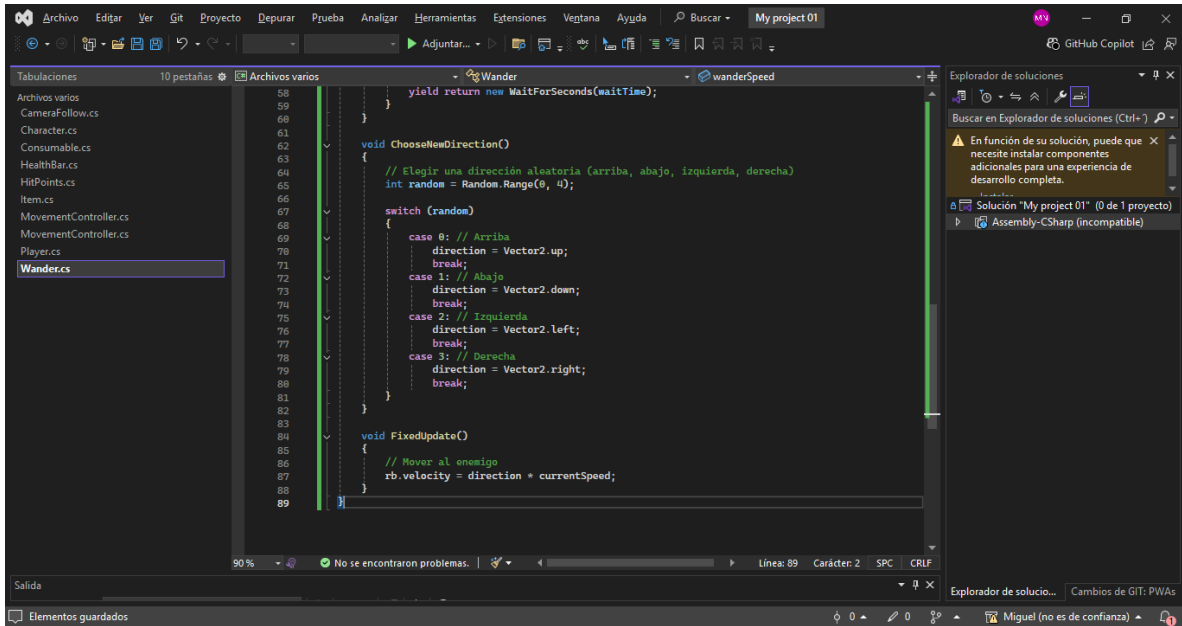 Archivo Editar Ver Git Proyecto Depurar Prueba Analizar Herramientas Extensiones Ventana Ayuda Buscar My project 01 MV
Adjuntar... GitHub Copilot
Tabulaciones 10 pestañas
Archivos varios
CameraFollow.cs
Character.cs
Consumable.cs
HealthBar.cs
HitPoints.cs
Item.cs
MovementController.cs
MovementController.cs
Player.cs
Wander.cs
Archivos varios Wander wanderSpeed
58 yield return new WaitForSeconds(waitTime);
59 }
60 }
61
62 void ChooseNewDirection()
63 {
64 // Elegir una dirección aleatoria (arriba, abajo, izquierda, derecha)
65 int random = Random.Range(0, 4);
66
67 switch (random)
68 {
69 case 0: // Arriba
70 direction = Vector2.up;
71 break;
72 case 1: // Abajo
73 direction = Vector2.down;
74 break;
75 case 2: // Izquierda
76 direction = Vector2.left;
77 break;
78 case 3: // Derecha
79 direction = Vector2.right;
80 break;
81 }
82 }
83
84 void FixedUpdate()
85 {
86 // Mover al enemigo
87 rb.velocity = direction * currentSpeed;
88 }
89 }
90 % No se encontraron problemas. Línea: 89 Carácter: 2 SPC CRLF
Explorador de soluciones
Buscar en Explorador de soluciones (Ctrl+´)
En función de su solución, puede que
necesite instalar componentes
adicionales para una experiencia de
desarrollo completa.
Solución "My project 01" (0 de 1 proyecto)
Assembly-CSharp (incompatible)
Salida
Explorador de solucio... Cambios de GIT: PWAs
Elementos guardados 0 0 Miguel (no es de confianza) 1